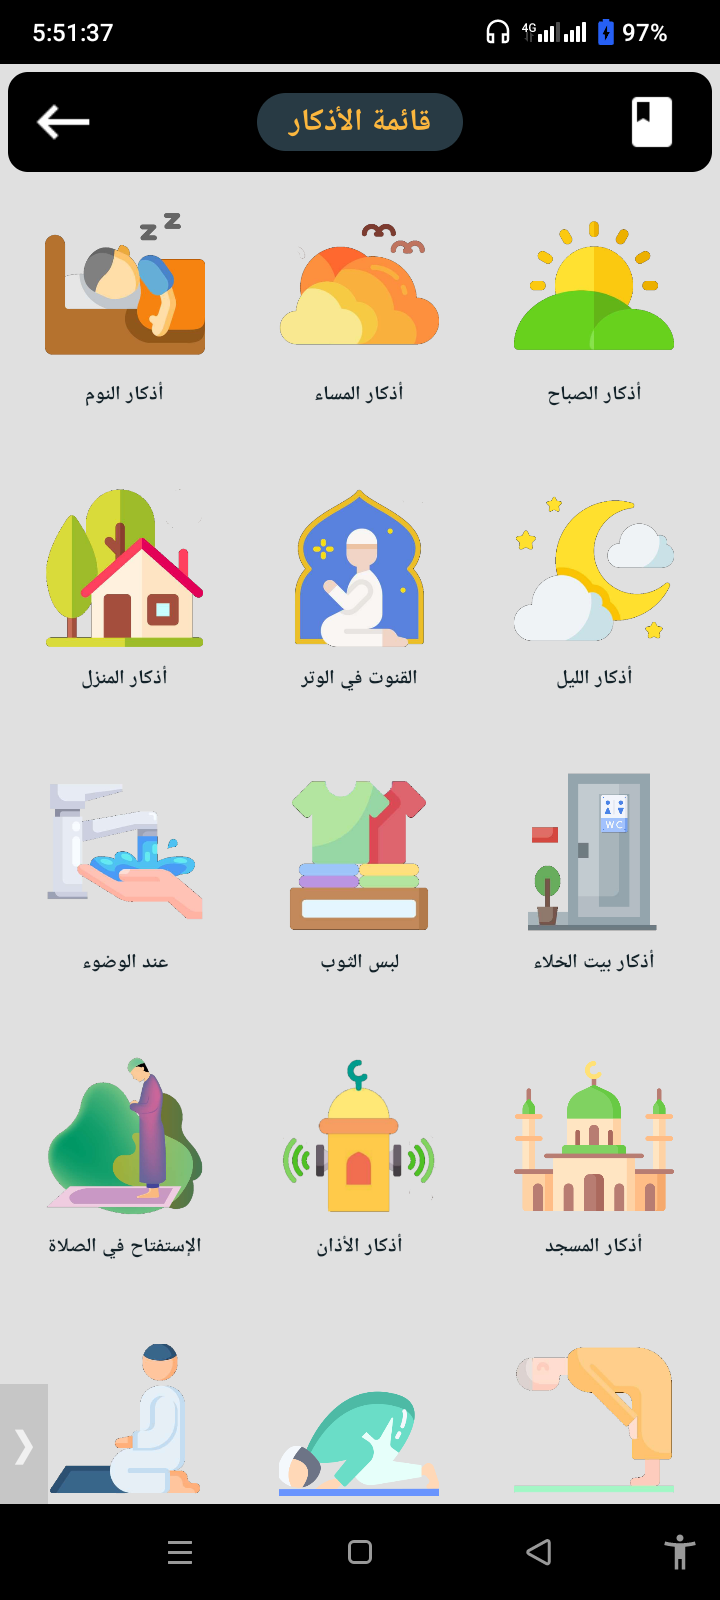 5:51:37
4G
97%
قائمة الأذكار
أذكار الصباح
أذكار المساء
أذكار النوم
أذكار الليل
القنوت في الوتر
أذكار المنزل
WC
أذكار بيت الخلاء
لبس الثوب
عند الوضوء
أذكار المسجد
أذكار الأذان
الإستفتاح في الصلاة